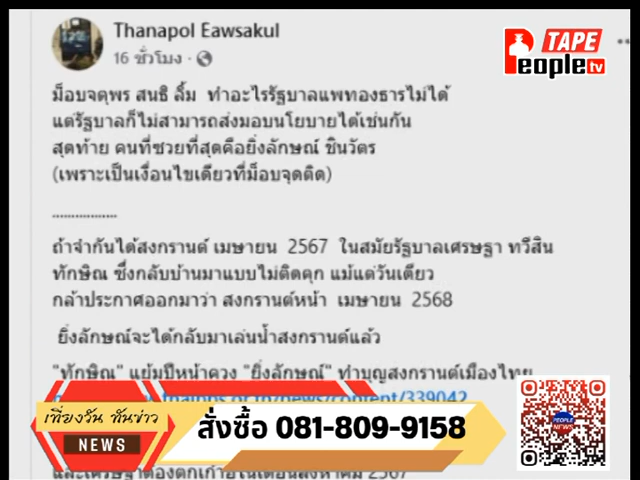 Thanapol Eawsakul
16 ชั่วโมง
TAPE
People tv
ม็อบจตุพร สนธิ ลิ้ม ทำอะไรรัฐบาลแพทองธารไม่ได้
แต่รัฐบาลก็ไม่สามารถส่งมอบนโยบายได้เช่นกัน
สุดท้าย คนที่ซวยที่สุดคือยิ่งลักษณ์ ชินวัตร
(เพราะเป็นเงื่อนไขเดียวที่ม็อบจุดติด)
.................
ถ้าจำกันได้สงกรานต์ เมษายน 2567 ในสมัยรัฐบาลเศรษฐา ทวีสิน
ทักษิณ ซึ่งกลับบ้านมาแบบไม่ติดคุก แม้แต่วันเดียว
กล้าประกาศออกมาว่า สงกรานต์หน้า เมษายน 2568
ยิ่งลักษณ์จะได้กลับมาเล่นน้ำสงกรานต์แล้ว
"ทักษิณ" แย้มปีหน้าควง "ยิ่งลักษณ์" ทำบุญสงกรานต์เมืองไทย
เที่ยงวัน ทันข่าว
NEWS
สั่งซื้อ 081-809-9158
PEOPLE
NEWS